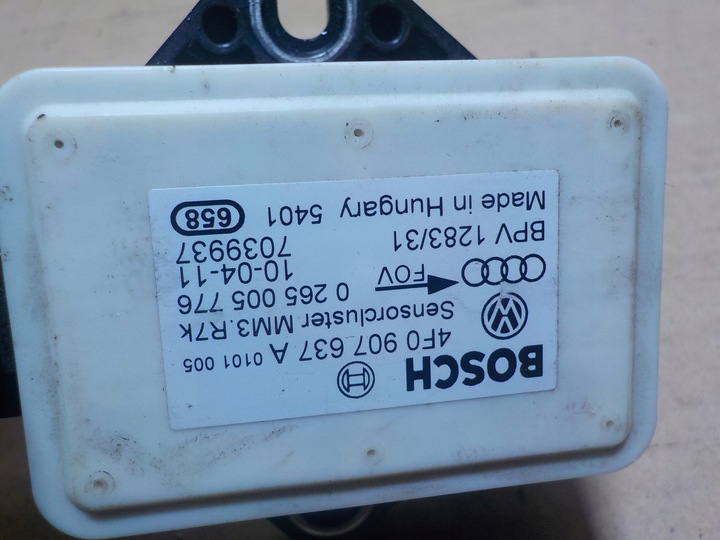 BOSCH
4F0 907 637 A 0101 005
Sensorcluster MM3.R7k
0 265 005 776
FOV 10-04-11
7039937
BPV 1283/31
Made in Hungary 5401 658